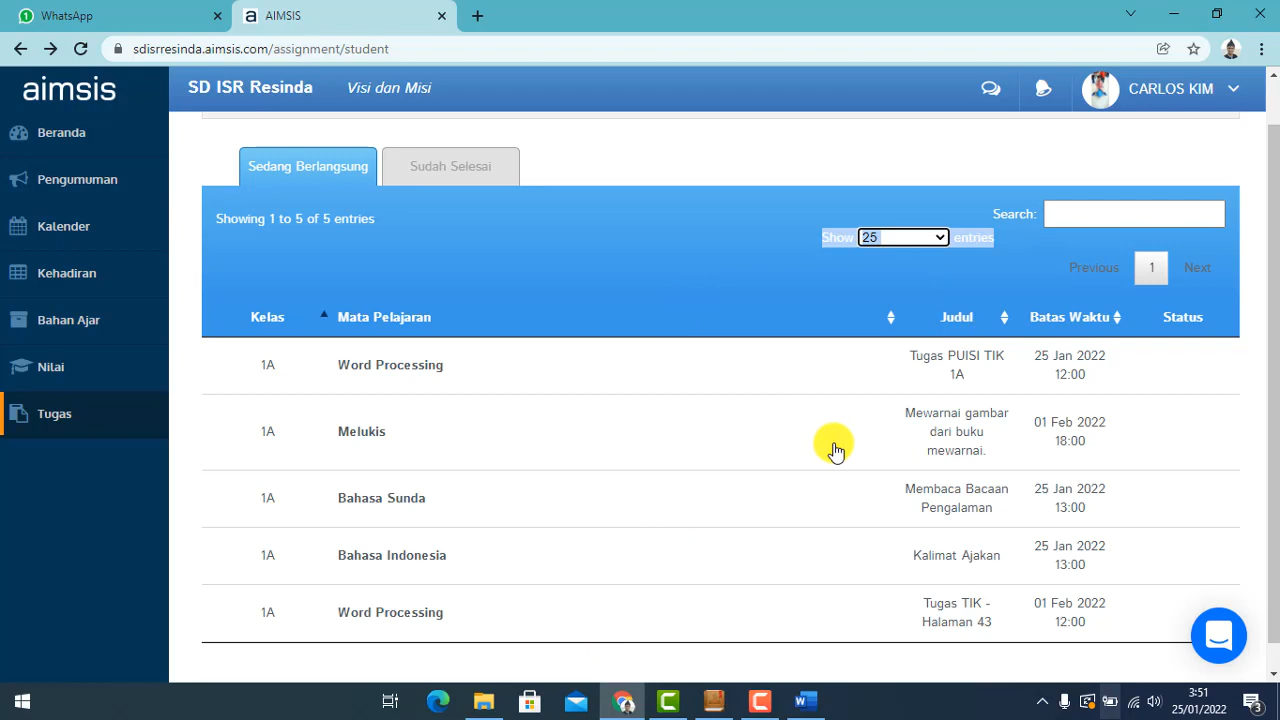 WhatsApp
AIMSIS
sdisrresinda.aimsis.com/assignment/student
aimsis
SD ISR Resinda
Visi dan Misi
CARLOS KIM
Beranda
Pengumuman
Kalender
Kehadiran
Bahan Ajar
Nilai
Tugas
Sedang Berlangsung
Sudah Selesai
Showing 1 to 5 of 5 entries
Search:
Show 25 entries
Previous 1 Next
Kelas Mata Pelajaran Judul Batas Waktu Status
1A Word Processing Tugas PUISI TIK 25 Jan 2022
1A 12:00
1A Melukis Mewarnai gambar 01 Feb 2022
dari buku 18:00
mewarnai.
1A Bahasa Sunda Membaca Bacaan 25 Jan 2022
Pengalaman 13:00
1A Bahasa Indonesia Kalimat Ajakan 25 Jan 2022
13:00
1A Word Processing Tugas TIK - 01 Feb 2022
Halaman 43 12:00
3:51
25/01/2022
3